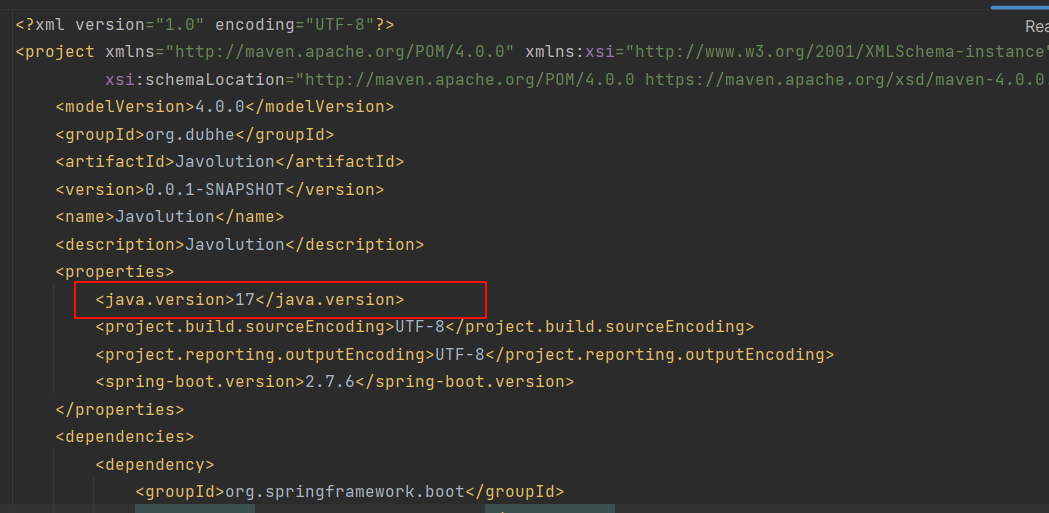 Rea
<?xml version="1.0" encoding="UTF-8"?>
<project xmlns="http://maven.apache.org/POM/4.0.0" xmlns:xsi="http://www.w3.org/2001/XMLSchema-instance"
xsi:schemaLocation="http://maven.apache.org/POM/4.0.0 https://maven.apache.org/xsd/maven-4.0.0.
<modelVersion>4.0.0</modelVersion>
<groupId>org.dubhe</groupId>
<artifactId>Javolution</artifactId>
<version>0.0.1-SNAPSHOT</version>
<name>Javolution</name>
<description>Javolution</description>
<properties>
<java.version>17</java.version>
<project.build.sourceEncoding>UTF-8</project.build.sourceEncoding>
<project.reporting.outputEncoding>UTF-8</project.reporting.outputEncoding>
<spring-boot.version>2.7.6</spring-boot.version>
</properties>
<dependencies>
<dependency>
<groupId>org.springframework.boot</groupId>